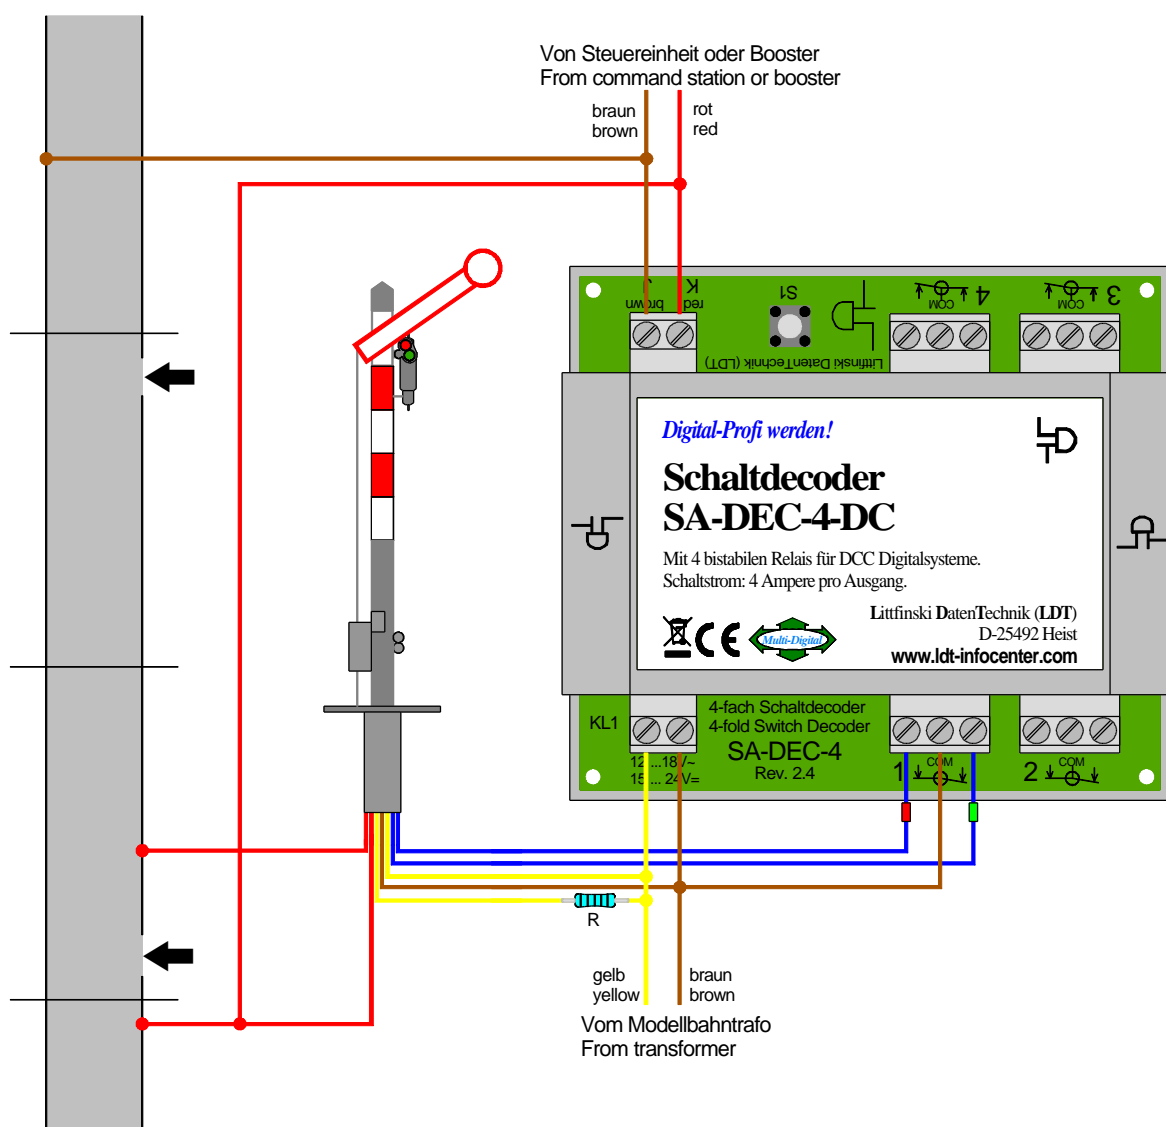 Von Steuereinheit oder Booster
From command station or booster
braun
brown
rot
red
J
K
brown
red
S1
COM
4
COM
3
Littfinski DatenTechnik (LDT)
Digital-Profi werden!
Schaltdecoder
SA-DEC-4-DC
Mit 4 bistabilen Relais für DCC Digitalsysteme.
Schaltstrom: 4 Ampere pro Ausgang.
CE
Multi-Digital
Littfinski DatenTechnik (LDT)
D-25492 Heist
www.ldt-infocenter.com
KL1
4-fach Schaltdecoder
4-fold Switch Decoder
SA-DEC-4
Rev. 2.4
12...18V~
15... 24V=
1
COM
2
COM
R
gelb
yellow
braun
brown
Vom Modellbahntrafo
From transformer